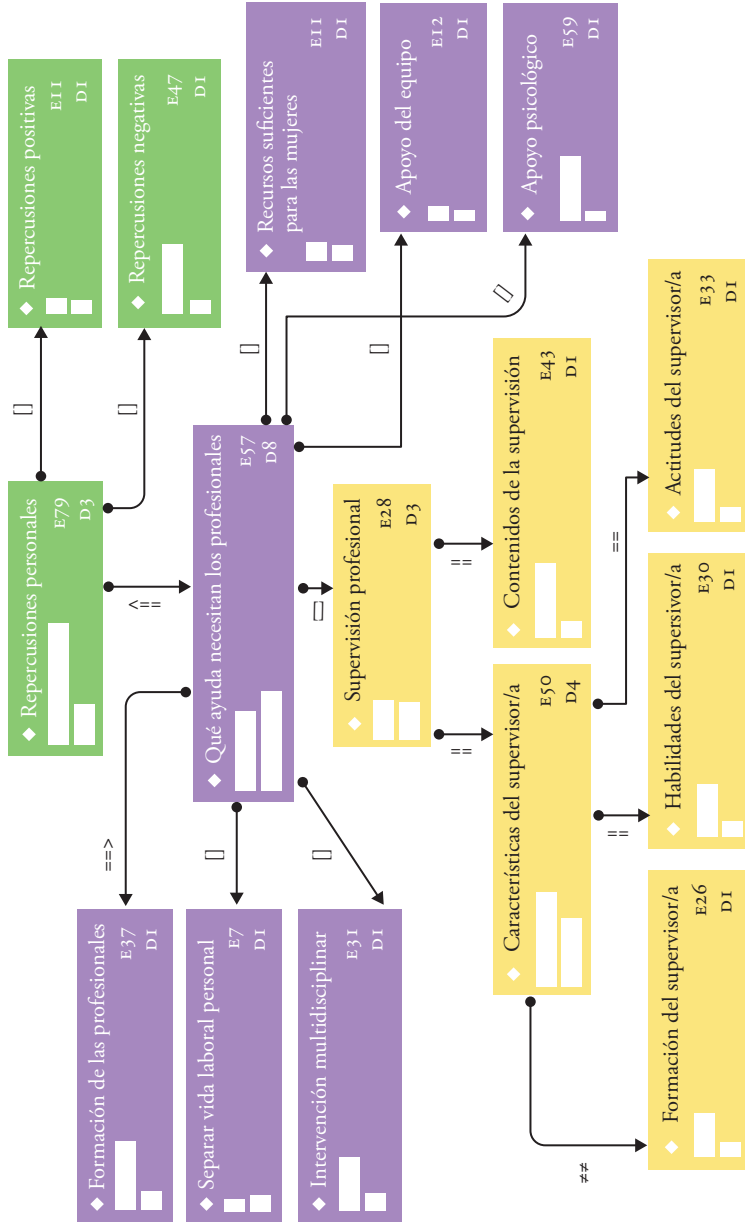 Repercusiones personales
E79
D3
[]
Repercusiones positivas
E11
D1
[]
Repercusiones negativas
E47
D1
==>
<==
Formación de las profesionales
E37
D1
Separar vida laboral personal
E7
D1
Intervención multidisciplinar
E31
D1
[]
[]
Qué ayuda necesitan los profesionales
E57
D8
[]
[]
[]
Recursos suficientes
para las mujeres
E11
D1
Apoyo del equipo
E12
D1
Apoyo psicológico
E59
D1
[]
Supervisión profesional
E28
D3
==
==
Características del supervisor/a
E50
D4
Contenidos de la supervisión
E43
D1
≠≠
==
==
Formación del supervisor/a
E26
D1
Habilidades del supersivor/a
E30
D1
Actitudes del supervisor/a
E33
D1